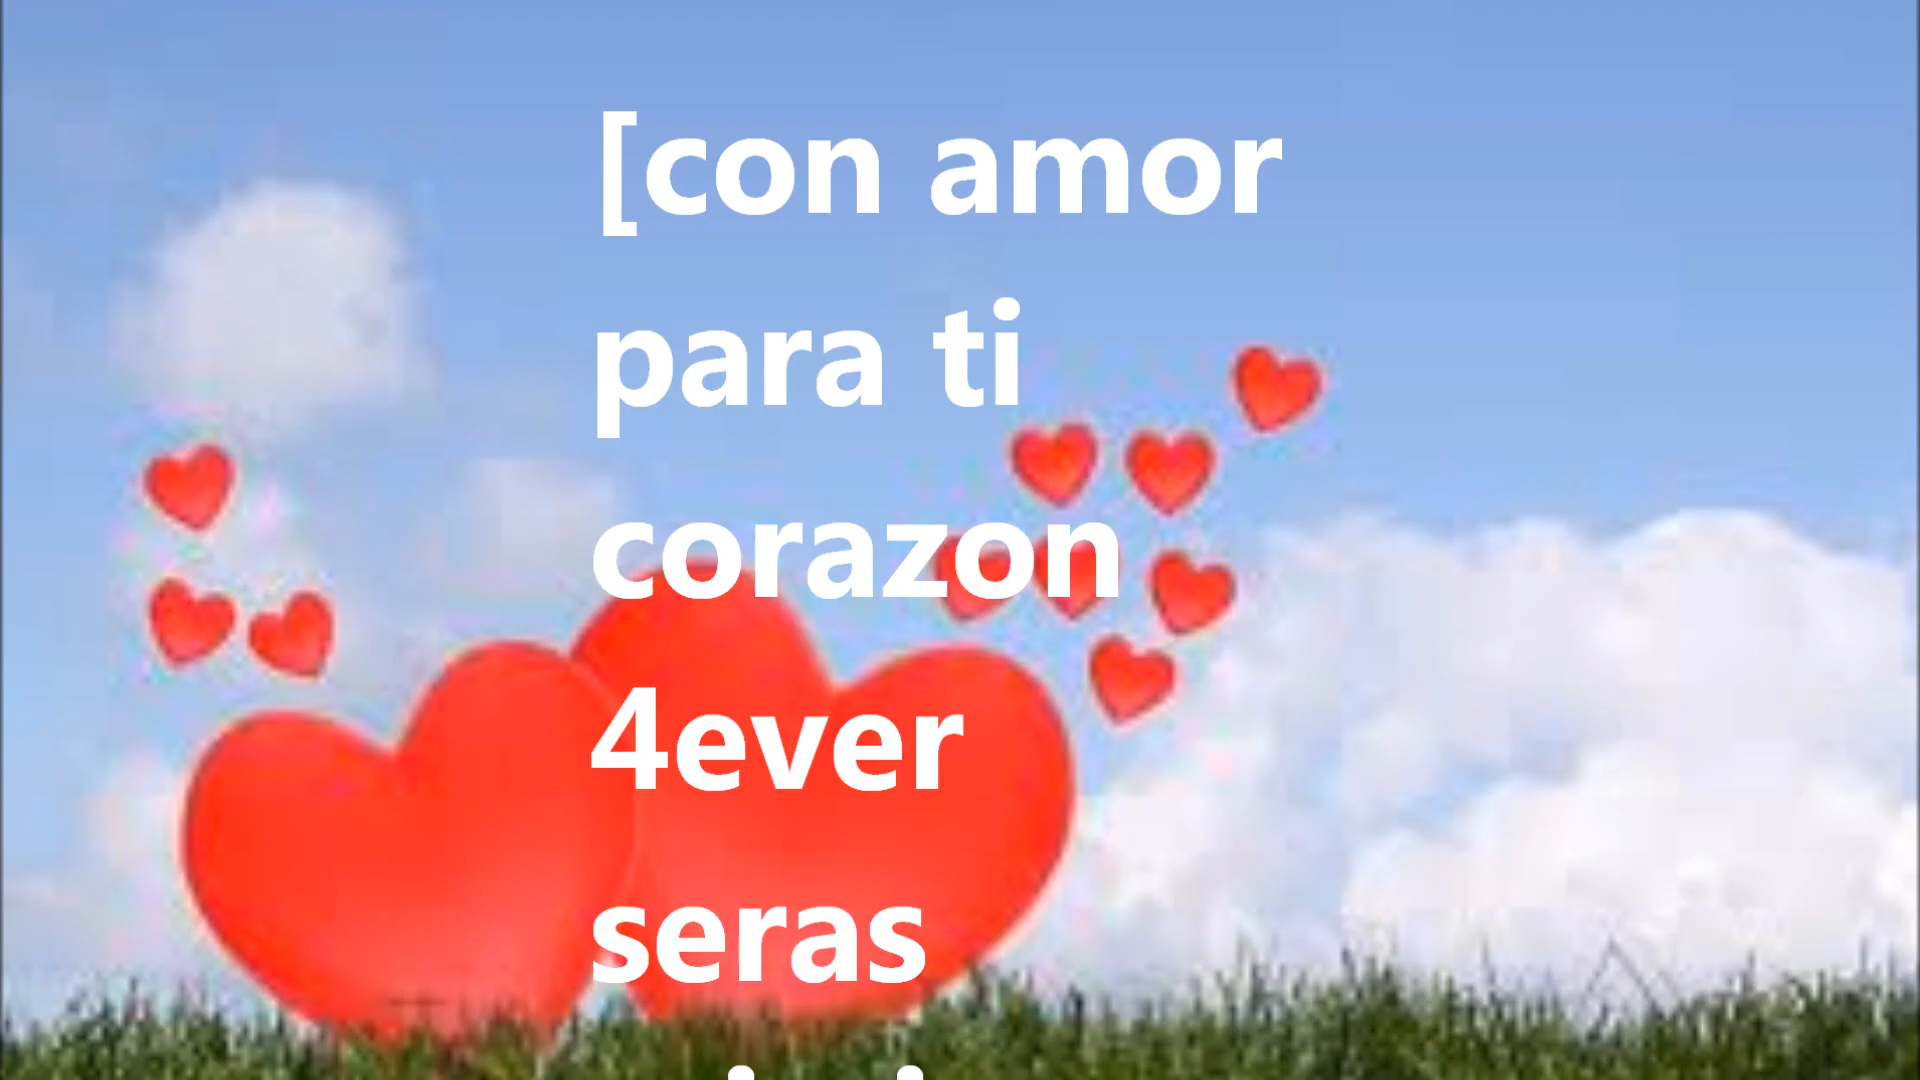 [con amor
para ti
corazon
4ever
seras